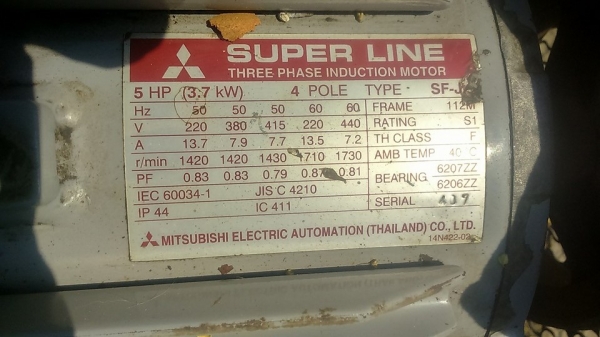 SUPER LINE
THREE PHASE INDUCTION MOTOR
5 HP (3.7 kW) 4 POLE TYPE
Hz 50 50 50 60 60 FRAME 112M
V 220 380 415 220 440 RATING S1
A 13.7 7.9 7.7 13.5 7.2 TH CLASS F
r/min 1420 1420 1430 1710 1730 AMB TEMP 40 °C
PF 0.83 0.83 0.79 0.87 0.81 BEARING 6207ZZ
6206ZZ
IEC 60034-1 JIS C 4210
IP 44 IC 411 SERIAL
MITSUBISHI ELECTRIC AUTOMATION (THAILAND) CO., LTD.